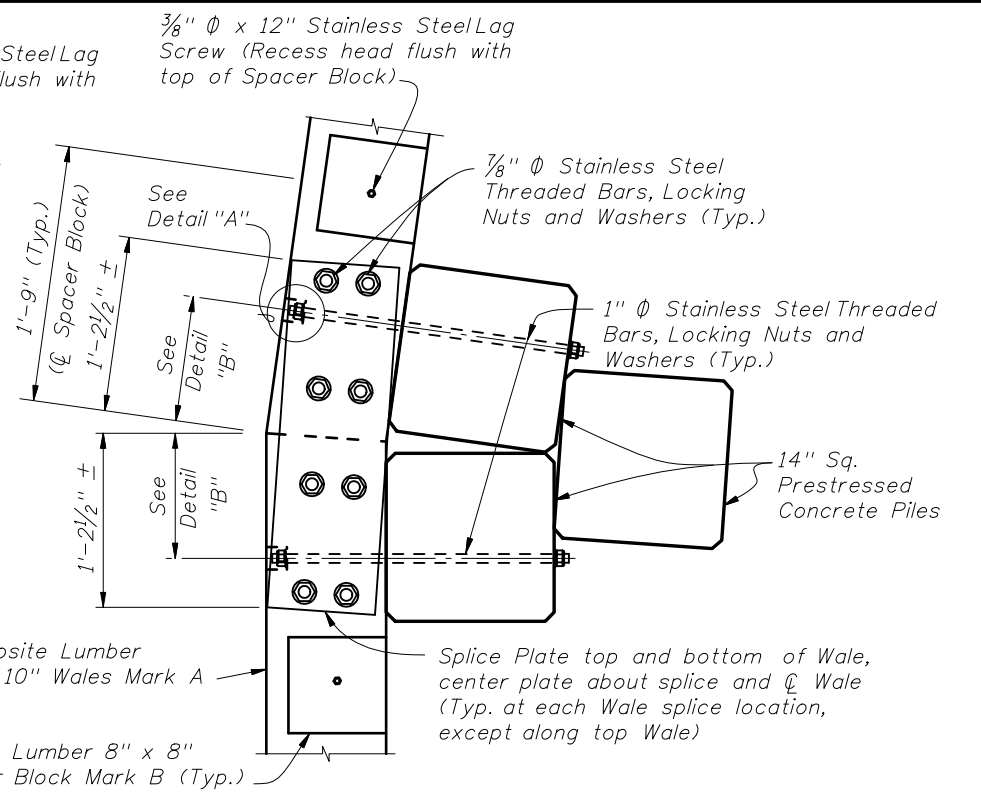 ⅜" ϕ x 12" Stainless Steel Lag
Screw (Recess head flush with
top of Spacer Block)
Steel Lag
flush with
See
Detail "A"
⅞" ϕ Stainless Steel
Threaded Bars, Locking
Nuts and Washers (Typ.)
1'-9" (Typ.)
(℄ Spacer Block)
1'-2½" ±
See
Detail
"B"
1" ϕ Stainless Steel Threaded
Bars, Locking Nuts and
Washers (Typ.)
1'-2½" ±
See
Detail
"B"
14" Sq.
Prestressed
Concrete Piles
osite Lumber
10" Wales Mark A
Splice Plate top and bottom of Wale,
center plate about splice and ℄ Wale
(Typ. at each Wale splice location,
except along top Wale)
Lumber 8" x 8"
r Block Mark B (Typ.)